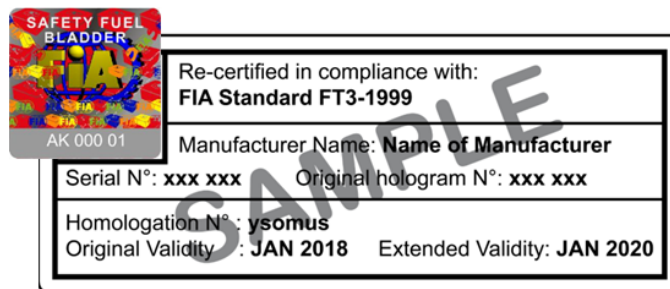 SAFETY FUEL
BLADDER
FiA
AK 000 01
Re-certified in compliance with:
FIA Standard FT3-1999
Manufacturer Name: Name of Manufacturer
Serial N°: xxx xxx Original hologram N°: xxx xxx
Homologation N° : ysomus
Original Validity : JAN 2018 Extended Validity: JAN 2020
SAMPLE